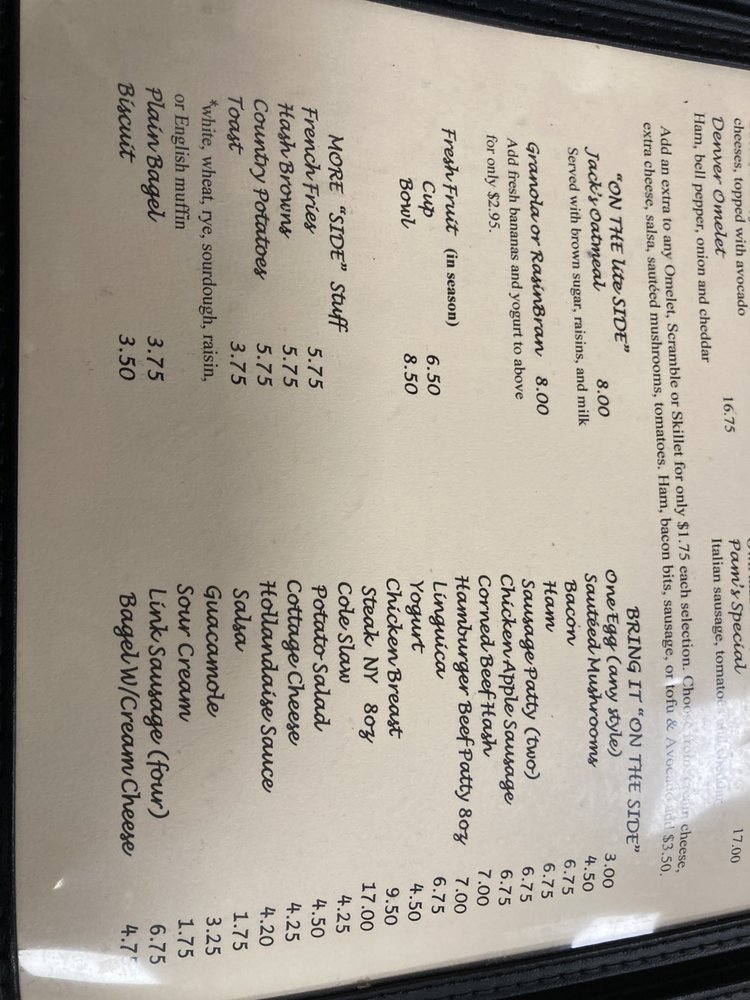 cheeses, topped with avocado
Denver Omelet 16.75
Ham, bell pepper, onion and cheddar
Pam's Special 17.00
Italian sausage,
Add an extra to any Omelet, Scramble or Skillet for only $1.75 each selection. Choose from cream cheese,
extra cheese, salsa, sautéed mushrooms, tomatoes. Ham, bacon bits, sausage, or tofu & Avocado add $3.50.
"ON THE lite SIDE"
Jack's Oatmeal 8.00
Served with brown sugar, raisins, and milk
Granola or RasinBran 8.00
Add fresh bananas and yogurt to above
for only $2.95.
Fresh Fruit (in season)
Cup 6.50
Bowl 8.50
MORE "SIDE" Stuff
French Fries 5.75
Hash Browns 5.75
Country Potatoes 5.75
Toast 3.75
*white, wheat, rye, sourdough, raisin,
or English muffin
Plain Bagel 3.75
Biscuit 3.50
BRING IT "ON THE SIDE"
One Egg (any style) 3.00
Sautéed Mushrooms 4.50
Bacon 6.75
Ham 6.75
Sausage Patty (two) 6.75
Chicken Apple Sausage 6.75
Corned Beef Hash 7.00
Hamburger Beef Patty 8oz 7.00
Linguica 6.75
Yogurt 4.50
Chicken Breast 9.50
Steak NY 8oz 17.00
Cole Slaw 4.25
Potato Salad 4.50
Cottage Cheese 4.25
Hollandaise Sauce 4.20
Salsa 1.75
Guacamole 3.25
Sour Cream 1.75
Link Sausage (four) 6.75
Bagel W/Cream Cheese 4.7